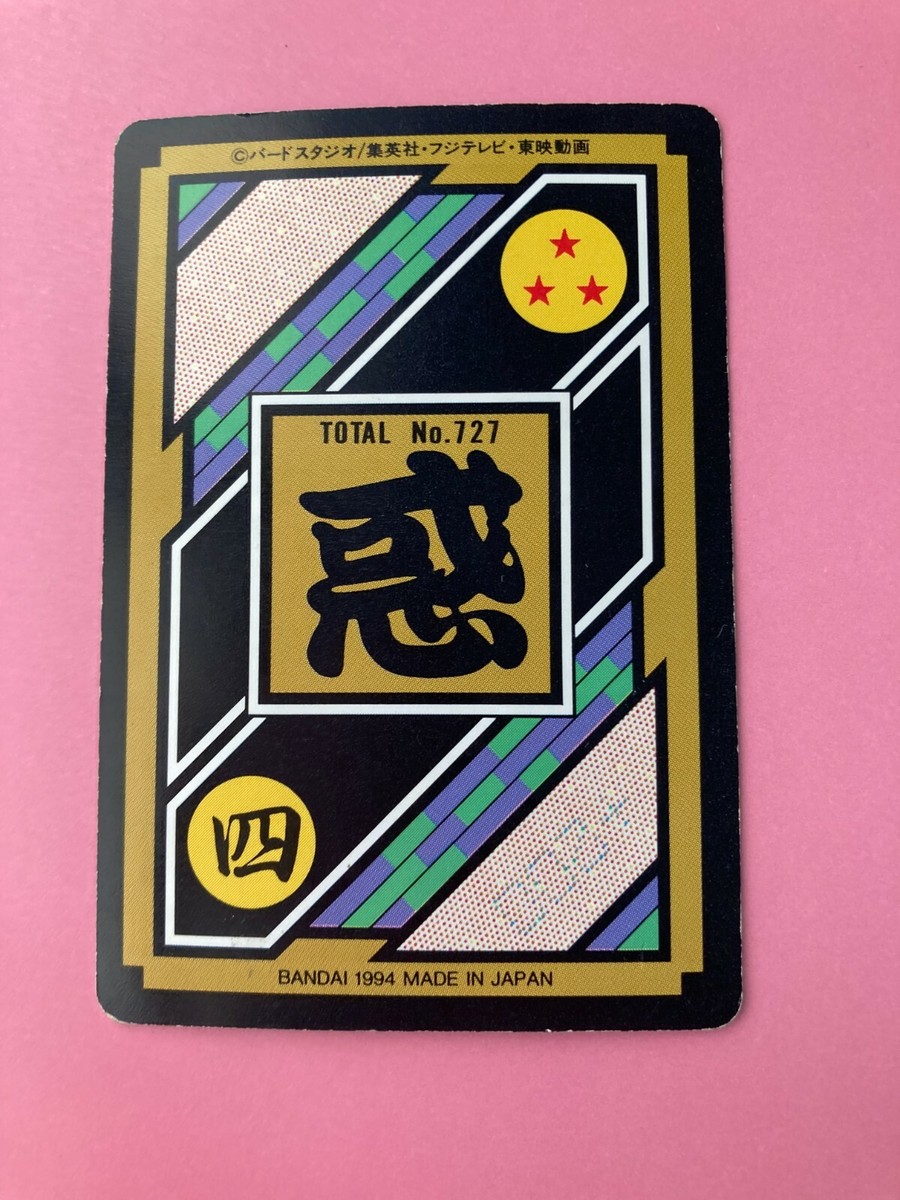 ©バードスタジオ/集英社・フジテレビ・東映動画
TOTAL No.727
惑
四
BANDAI 1994 MADE IN JAPAN